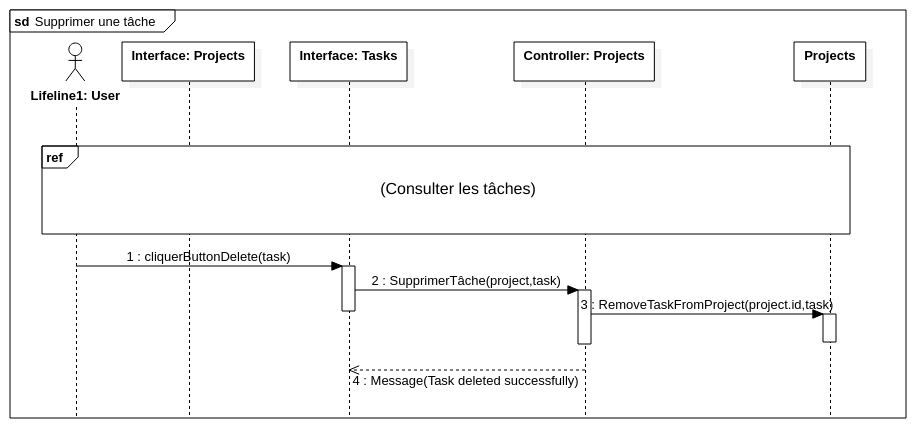 sd Supprimer une tâche
Interface: Projects
Interface: Tasks
Controller: Projects
Projects
Lifeline1: User
ref
(Consulter les tâches)
1 : cliquerButtonDelete(task)
2 : SupprimerTâche(project,task)
3 : RemoveTaskFromProject(project.id,task)
4 : Message(Task deleted successfully)